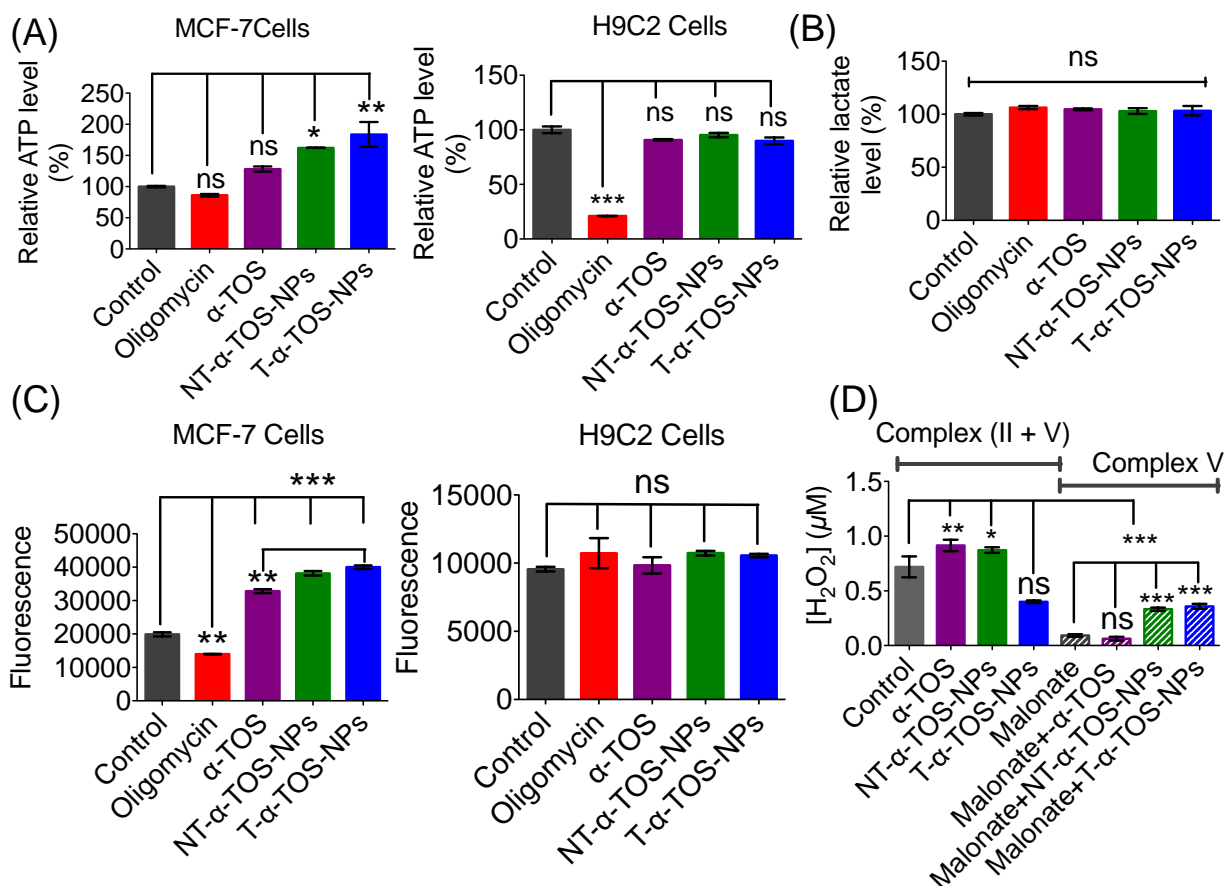 (A)
MCF-7Cells
Relative ATP level
(%)
250
200
150
100
50
0
ns
ns
*
**
Control
Oligomycin
α-TOS
NT-α-TOS-NPs
T-α-TOS-NPs
H9C2 Cells
Relative ATP level
(%)
150
100
50
0
***
ns
ns
ns
Control
Oligomycin
α-TOS
NT-α-TOS-NPs
T-α-TOS-NPs
(B)
Relative lactate
level (%)
150
100
50
0
ns
Control
Oligomycin
α-TOS
NT-α-TOS-NPs
T-α-TOS-NPs
(C)
MCF-7 Cells
Fluorescence
50000
40000
30000
20000
10000
0
***
**
**
Control
Oligomycin
α-TOS
NT-α-TOS-NPs
T-α-TOS-NPs
H9C2 Cells
Fluorescence
15000
10000
5000
0
ns
Control
Oligomycin
α-TOS
NT-α-TOS-NPs
T-α-TOS-NPs
(D)
Complex (II + V)
Complex V
[H₂O₂] (µM)
1.5
1.0
0.5
0.0
**
*
ns
***
ns
***
***
Control
α-TOS
NT-α-TOS-NPs
T-α-TOS-NPs
Malonate
Malonate+-α-TOS
Malonate+NT-α-TOS-NPs
Malonate+T-α-TOS-NPs